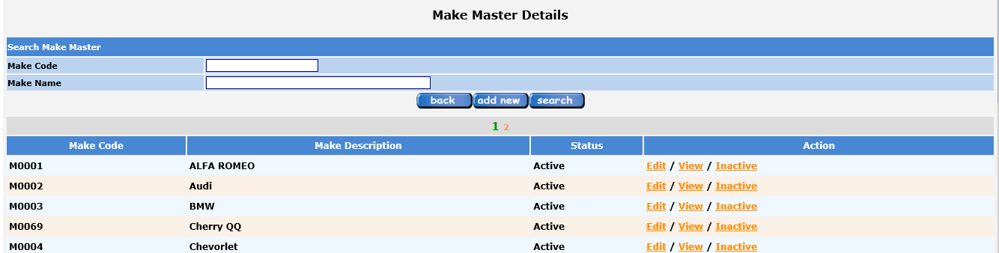 Make Master Details
Search Make Master
Make Code
Make Name
back add new search
1 2
Make Code Make Description Status Action
M0001 ALFA ROMEO Active Edit / View / Inactive
M0002 Audi Active Edit / View / Inactive
M0003 BMW Active Edit / View / Inactive
M0069 Cherry QQ Active Edit / View / Inactive
M0004 Chevorlet Active Edit / View / Inactive